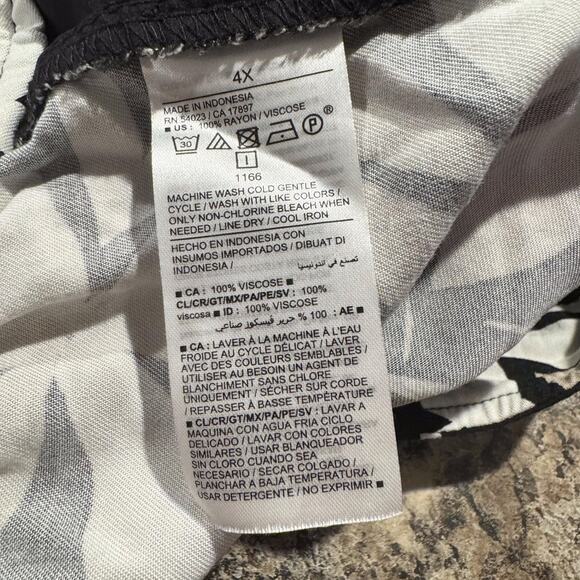 4X
MADE IN INDONESIA
RN 54023 / CA 17897
■ US : 100% RAYON / VISCOSE
30
P
I
1166
MACHINE WASH COLD GENTLE
CYCLE / WASH WITH LIKE COLORS /
ONLY NON-CHLORINE BLEACH WHEN
NEEDED / LINE DRY / COOL IRON
HECHO EN INDONESIA CON
INSUMOS IMPORTADOS / DIBUAT DI
INDONESIA / تصنع في اندونيسيا
■ CA : 100% VISCOSE ■
CL/CR/GT/MX/PA/PE/SV : 100%
viscosa ■ ID : 100% VISCOSE
■ AE : 100 % حرير فيسكوز صناعي
■ CA : LAVER À LA MACHINE À L'EAU
FROIDE AU CYCLE DÉLICAT / LAVER
AVEC DES COULEURS SEMBLABLES /
UTILISER AU BESOIN UN AGENT DE
BLANCHIMENT SANS CHLORE
UNIQUEMENT / SÉCHER SUR CORDE
/ REPASSER À BASSE TEMPÉRATURE
■ CL/CR/GT/MX/PA/PE/SV : LAVAR A
MAQUINA CON AGUA FRIA CICLO
DELICADO / LAVAR CON COLORES
SIMILARES / USAR BLANQUEADOR
SIN CLORO CUANDO SEA
NECESARIO / SECAR COLGADO /
PLANCHAR A BAJA TEMPERATURA /
USAR DETERGENTE / NO EXPRIMIR ■